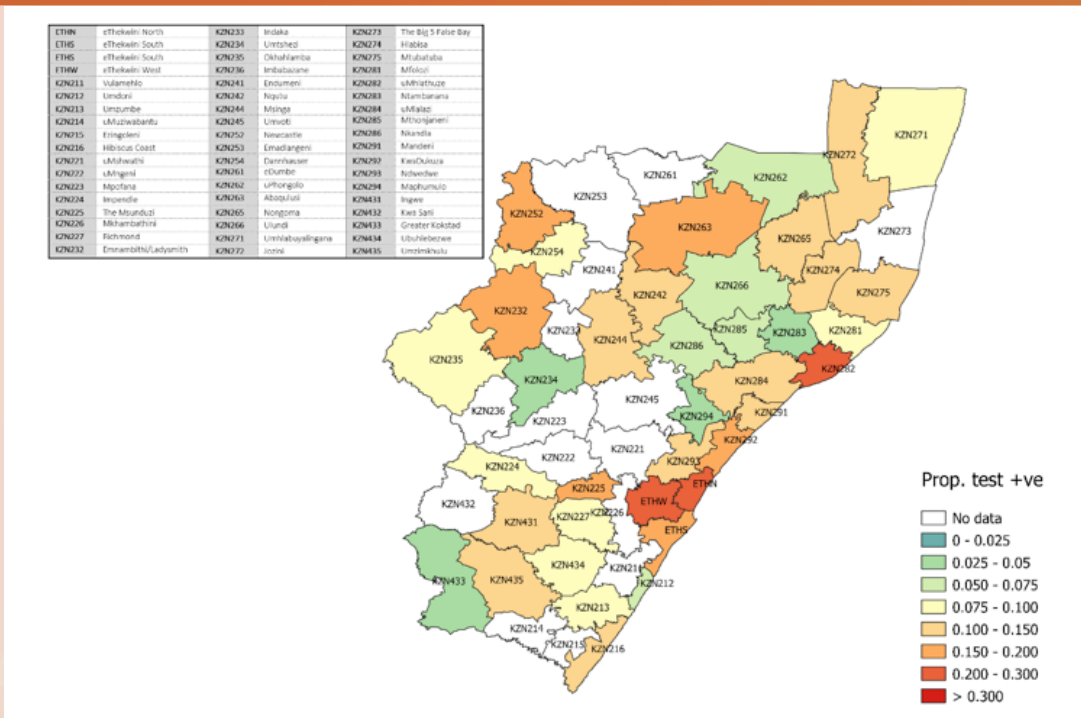 ETHN eThekwini North KZN233 Indaka KZN273 The Big 5 False Bay
ETHS eThekwini South KZN234 Umtshezi KZN274 Hlabisa
ETHS eThekwini South KZN235 Okhahlamba KZN275 Mtubatuba
ETHW eThekwini West KZN236 Imbabazane KZN281 Mfolozi
KZN211 Vulamehlo KZN241 Endumeni KZN282 uMhlathuze
KZN212 Umdoni KZN242 Nqutu KZN283 Ntambanana
KZN213 Umzumbe KZN244 Msinga KZN284 uMlalazi
KZN214 uMuziwabantu KZN245 Umvoti KZN285 Mthonjaneni
KZN215 Ezingoleni KZN252 Newcastle KZN286 Nkandla
KZN216 Hibiscus Coast KZN253 Emadlangeni KZN291 Mandeni
KZN221 uMshwathi KZN254 Dannhauser KZN292 KwaDukuza
KZN222 uMngeni KZN261 eDumbe KZN293 Ndwedwe
KZN223 Mpofana KZN262 uPhongolo KZN294 Maphumulo
KZN224 Impendle KZN263 Abaqulusi KZN431 Ingwe
KZN225 The Msunduzi KZN265 Nongoma KZN432 Kwa Sani
KZN226 Mkhambathini KZN266 Ulundi KZN433 Greater Kokstad
KZN227 Richmond KZN271 Umhlabuyalingana KZN434 Ubuhlebezwe
KZN232 Emnambithi/Ladysmith KZN272 Jozini KZN435 Umzimkhulu
KZN271
KZN272
KZN261
KZN262
KZN253
KZN252
KZN263
KZN273
KZN265
KZN254
KZN241
KZN274
KZN266
KZN275
KZN242
KZN232
KZN233
KZN244
KZN285
KZN283
KZN281
KZN286
KZN235
KZN282
KZN234
KZN284
KZN245
KZN236
KZN294
KZN291
KZN223
KZN292
KZN221
KZN222
KZN293
KZN224
KZN225
ETHN
ETHW
KZN432
KZN226
KZN227
KZN431
ETHS
KZN434
KZN211
KZN433
KZN435
KZN212
KZN213
KZN214
KZN215
KZN216
Prop. test +ve
No data
0 - 0.025
0.025 - 0.05
0.050 - 0.075
0.075 - 0.100
0.100 - 0.150
0.150 - 0.200
0.200 - 0.300
> 0.300